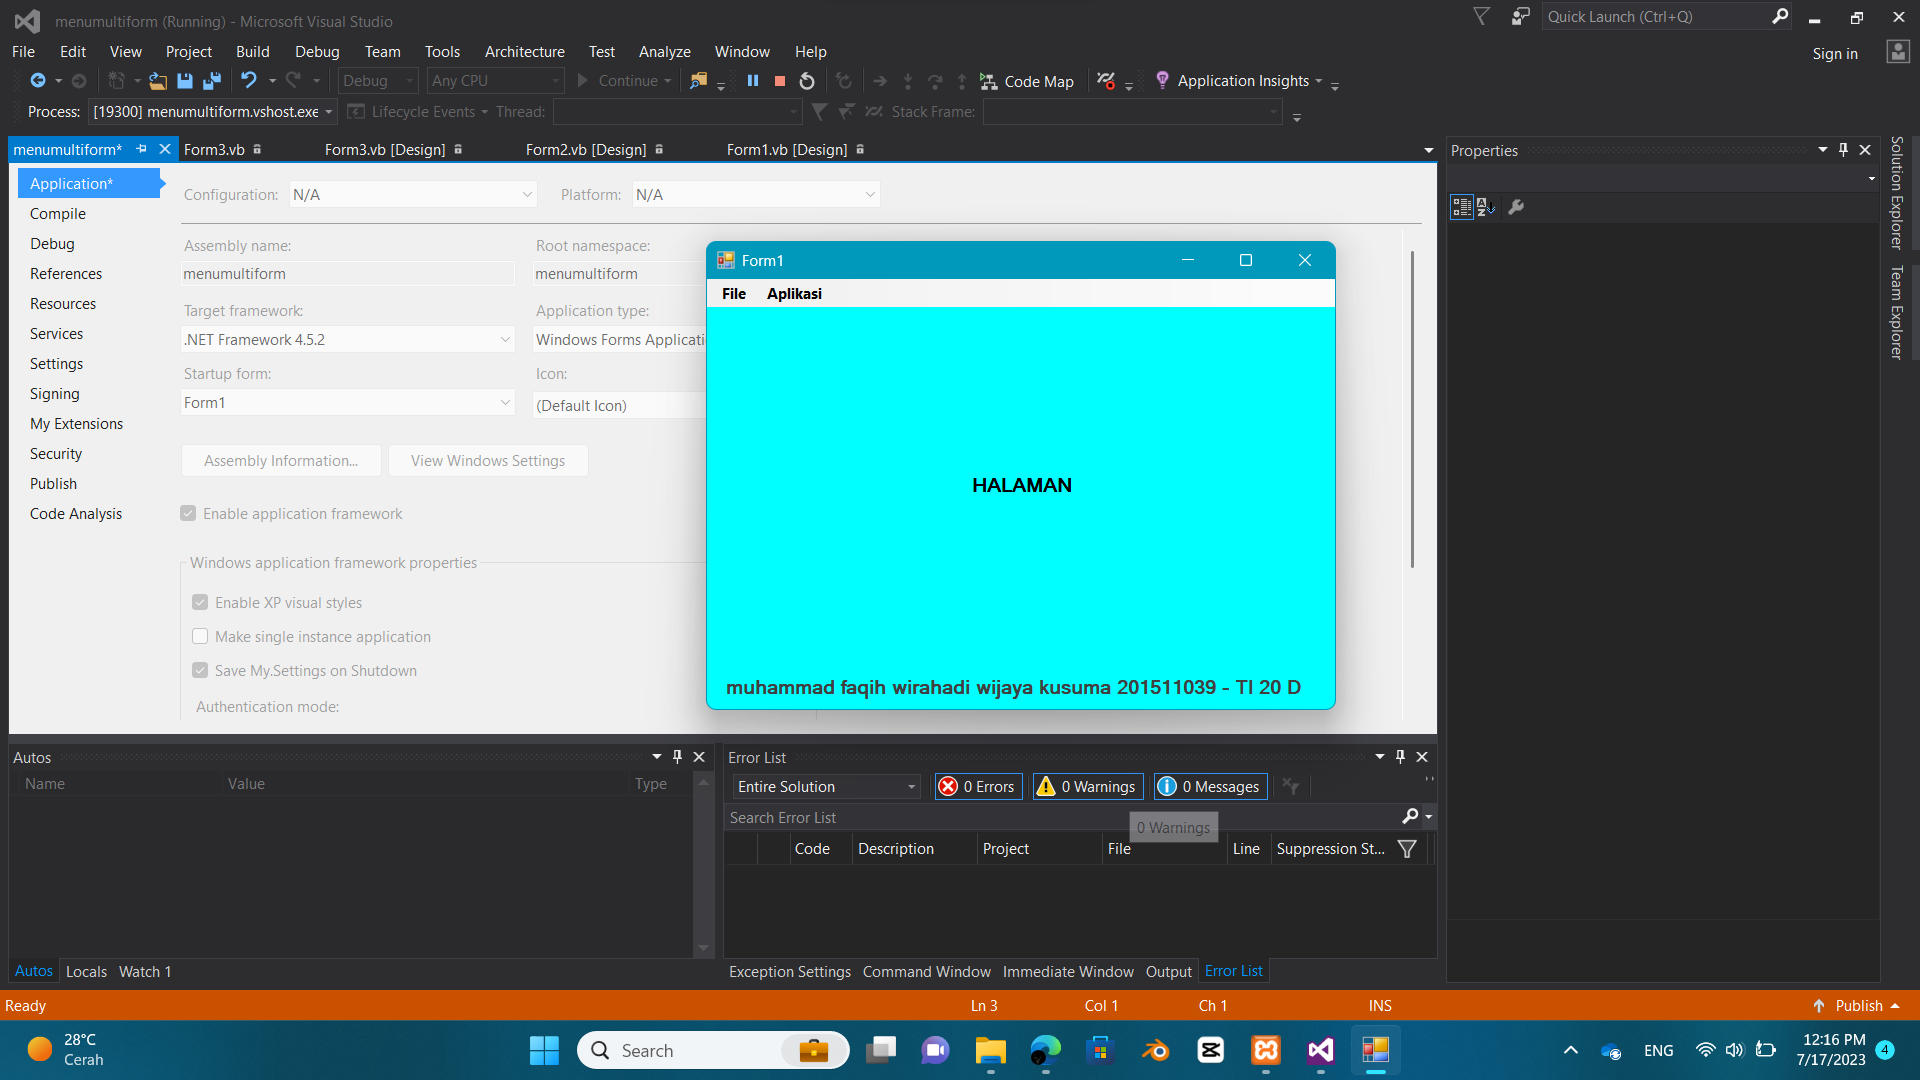 menumultiform (Running) - Microsoft Visual Studio
Quick Launch (Ctrl+Q)
File Edit View Project Build Debug Team Tools Architecture Test Analyze Window Help
Sign in
Debug Any CPU Continue Code Map Application Insights
Process: [19300] menumultiform.vshost.exe Lifecycle Events Thread: Stack Frame:
menumultiform* Form3.vb Form3.vb [Design] Form2.vb [Design] Form1.vb [Design]
Properties
Solution Explorer
Team Explorer
Application*
Compile
Debug
References
Resources
Services
Settings
Signing
My Extensions
Security
Publish
Code Analysis
Configuration: N/A Platform: N/A
Assembly name: Root namespace:
menumultiform menumultiform
Target framework: Application type:
.NET Framework 4.5.2 Windows Forms Applicati
Startup form: Icon:
Form1 (Default Icon)
Assembly Information... View Windows Settings
Enable application framework
Windows application framework properties
Enable XP visual styles
Make single instance application
Save My.Settings on Shutdown
Authentication mode:
Form1
File Aplikasi
HALAMAN
muhammad faqih wirahadi wijaya kusuma 201511039 - TI 20 D
Autos
Name Value Type
Autos Locals Watch 1
Error List
Entire Solution 0 Errors 0 Warnings 0 Messages
Search Error List
0 Warnings
Code Description Project File Line Suppression St...
Exception Settings Command Window Immediate Window Output Error List
Ready Ln 3 Col 1 Ch 1 INS Publish
28°C
Cerah
Search
ENG
12:16 PM
7/17/2023
4